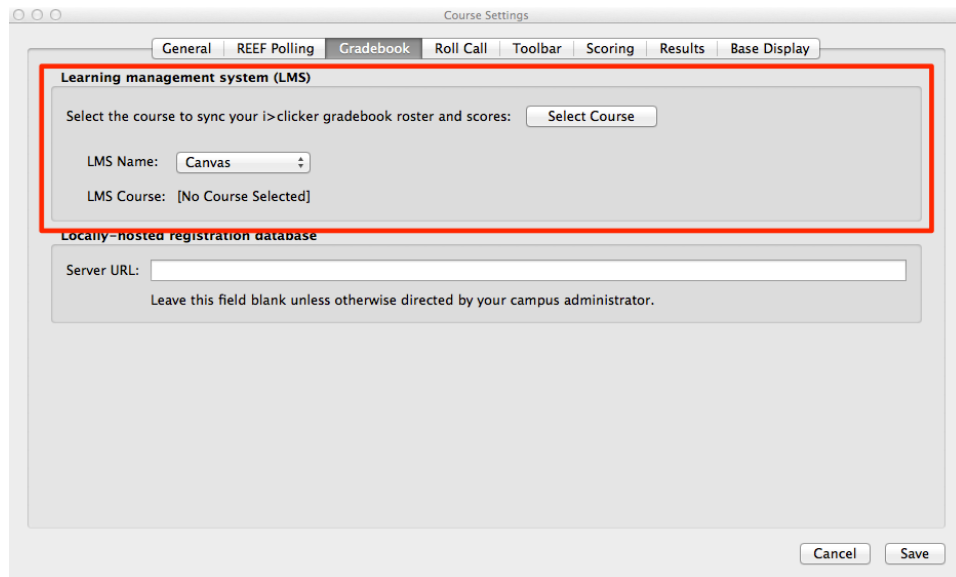 Course Settings
General REEF Polling Gradebook Roll Call Toolbar Scoring Results Base Display
Learning management system (LMS)
Select the course to sync your i>clicker gradebook roster and scores: Select Course
LMS Name: Canvas
LMS Course: [No Course Selected]
Locally-hosted registration database
Server URL:
Leave this field blank unless otherwise directed by your campus administrator.
Cancel Save